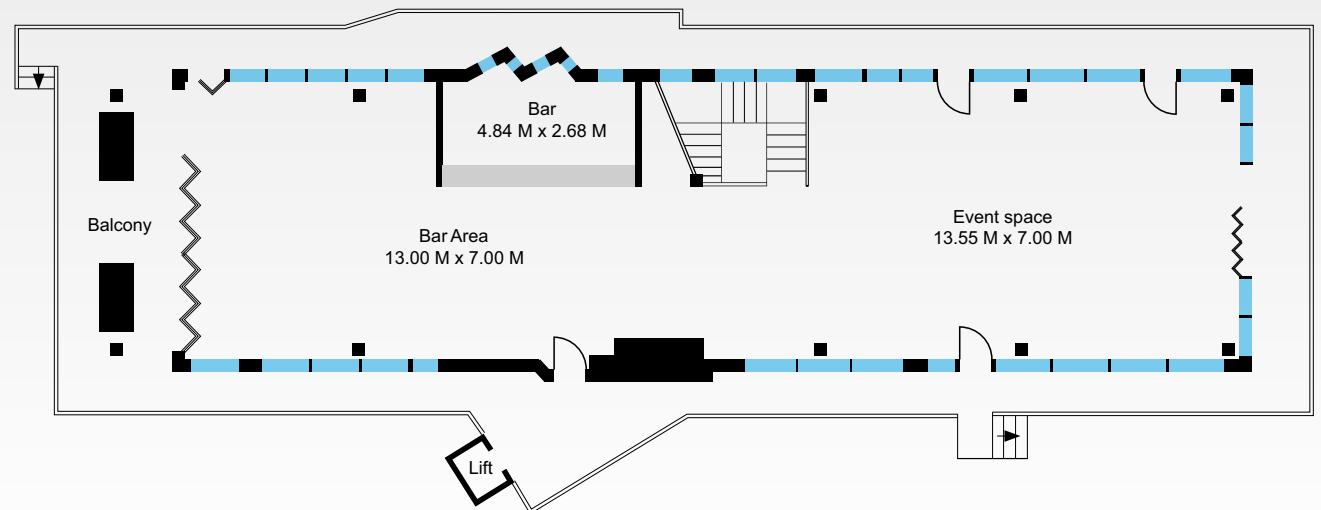 Bar
4.84 M x 2.68 M
Balcony
Bar Area
13.00 M x 7.00 M
Event space
13.55 M x 7.00 M
Lift